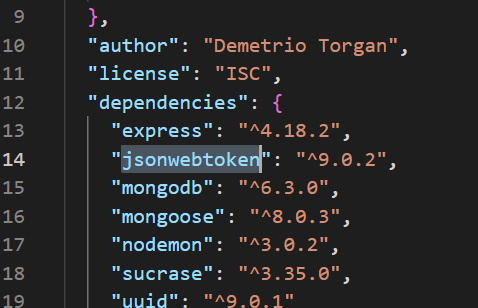 9 },
10 "author": "Demetrio Torgan",
11 "license": "ISC",
12 "dependencies": {
13 "express": "^4.18.2",
14 "jsonwebtoken": "^9.0.2",
15 "mongodb": "^6.3.0",
16 "mongoose": "^8.0.3",
17 "nodemon": "^3.0.2",
18 "sucrase": "^3.35.0",
19 "uuid": "^9.0.1"